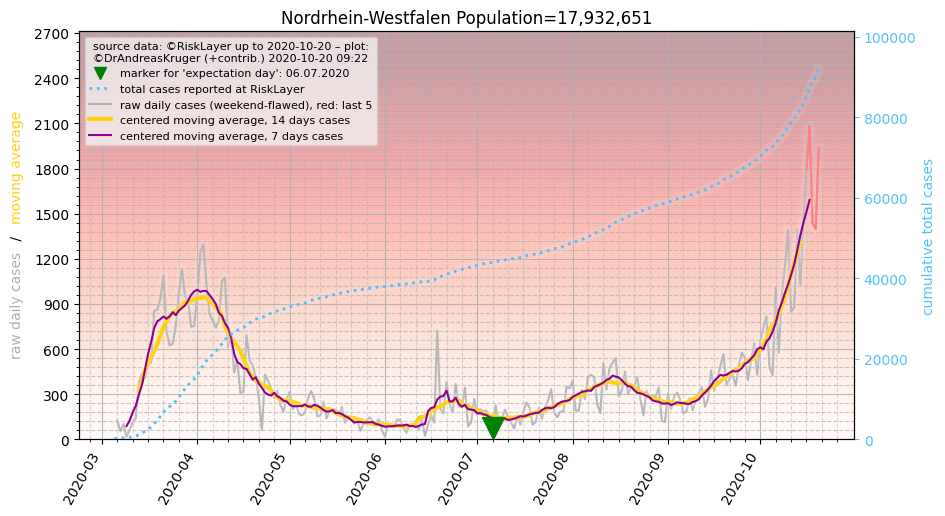 Nordrhein-Westfalen Population=17,932,651
source data: ©RiskLayer up to 2020-10-20 – plot:
©DrAndreasKruger (+contrib.) 2020-10-20 09:22
marker for 'expectation day': 06.07.2020
total cases reported at RiskLayer
raw daily cases (weekend-flawed), red: last 5
centered moving average, 14 days cases
centered moving average, 7 days cases
raw daily cases / moving average
2700
2400
2100
1800
1500
1200
900
600
300
0
100000
80000
60000
40000
20000
0
cumulative total cases
2020-03
2020-04
2020-05
2020-06
2020-07
2020-08
2020-09
2020-10